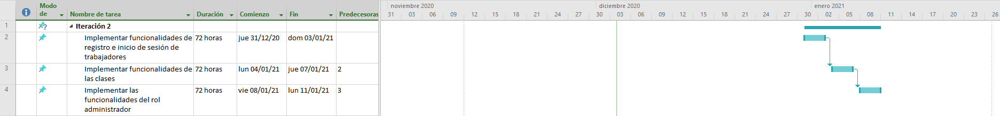 Modo de
Nombre de tarea
Duración
Comienzo
Fin
Predecesoras
noviembre 2020
diciembre 2020
enero 2021
31 03 06 09 12 15 18 21 24 27 30 03 06 09 12 15 18 21 24 27 30 02 05 08 11 14 17 20 23 26
1
Iteración 2
2
Implementar funcionalidades de
registro e inicio de sesión de
trabajadores
72 horas
jue 31/12/20
dom 03/01/21
3
Implementar funcionalidades de
las clases
72 horas
lun 04/01/21
jue 07/01/21
2
4
Implementar las
funcionalidades del rol
administrador
72 horas
vie 08/01/21
lun 11/01/21
3